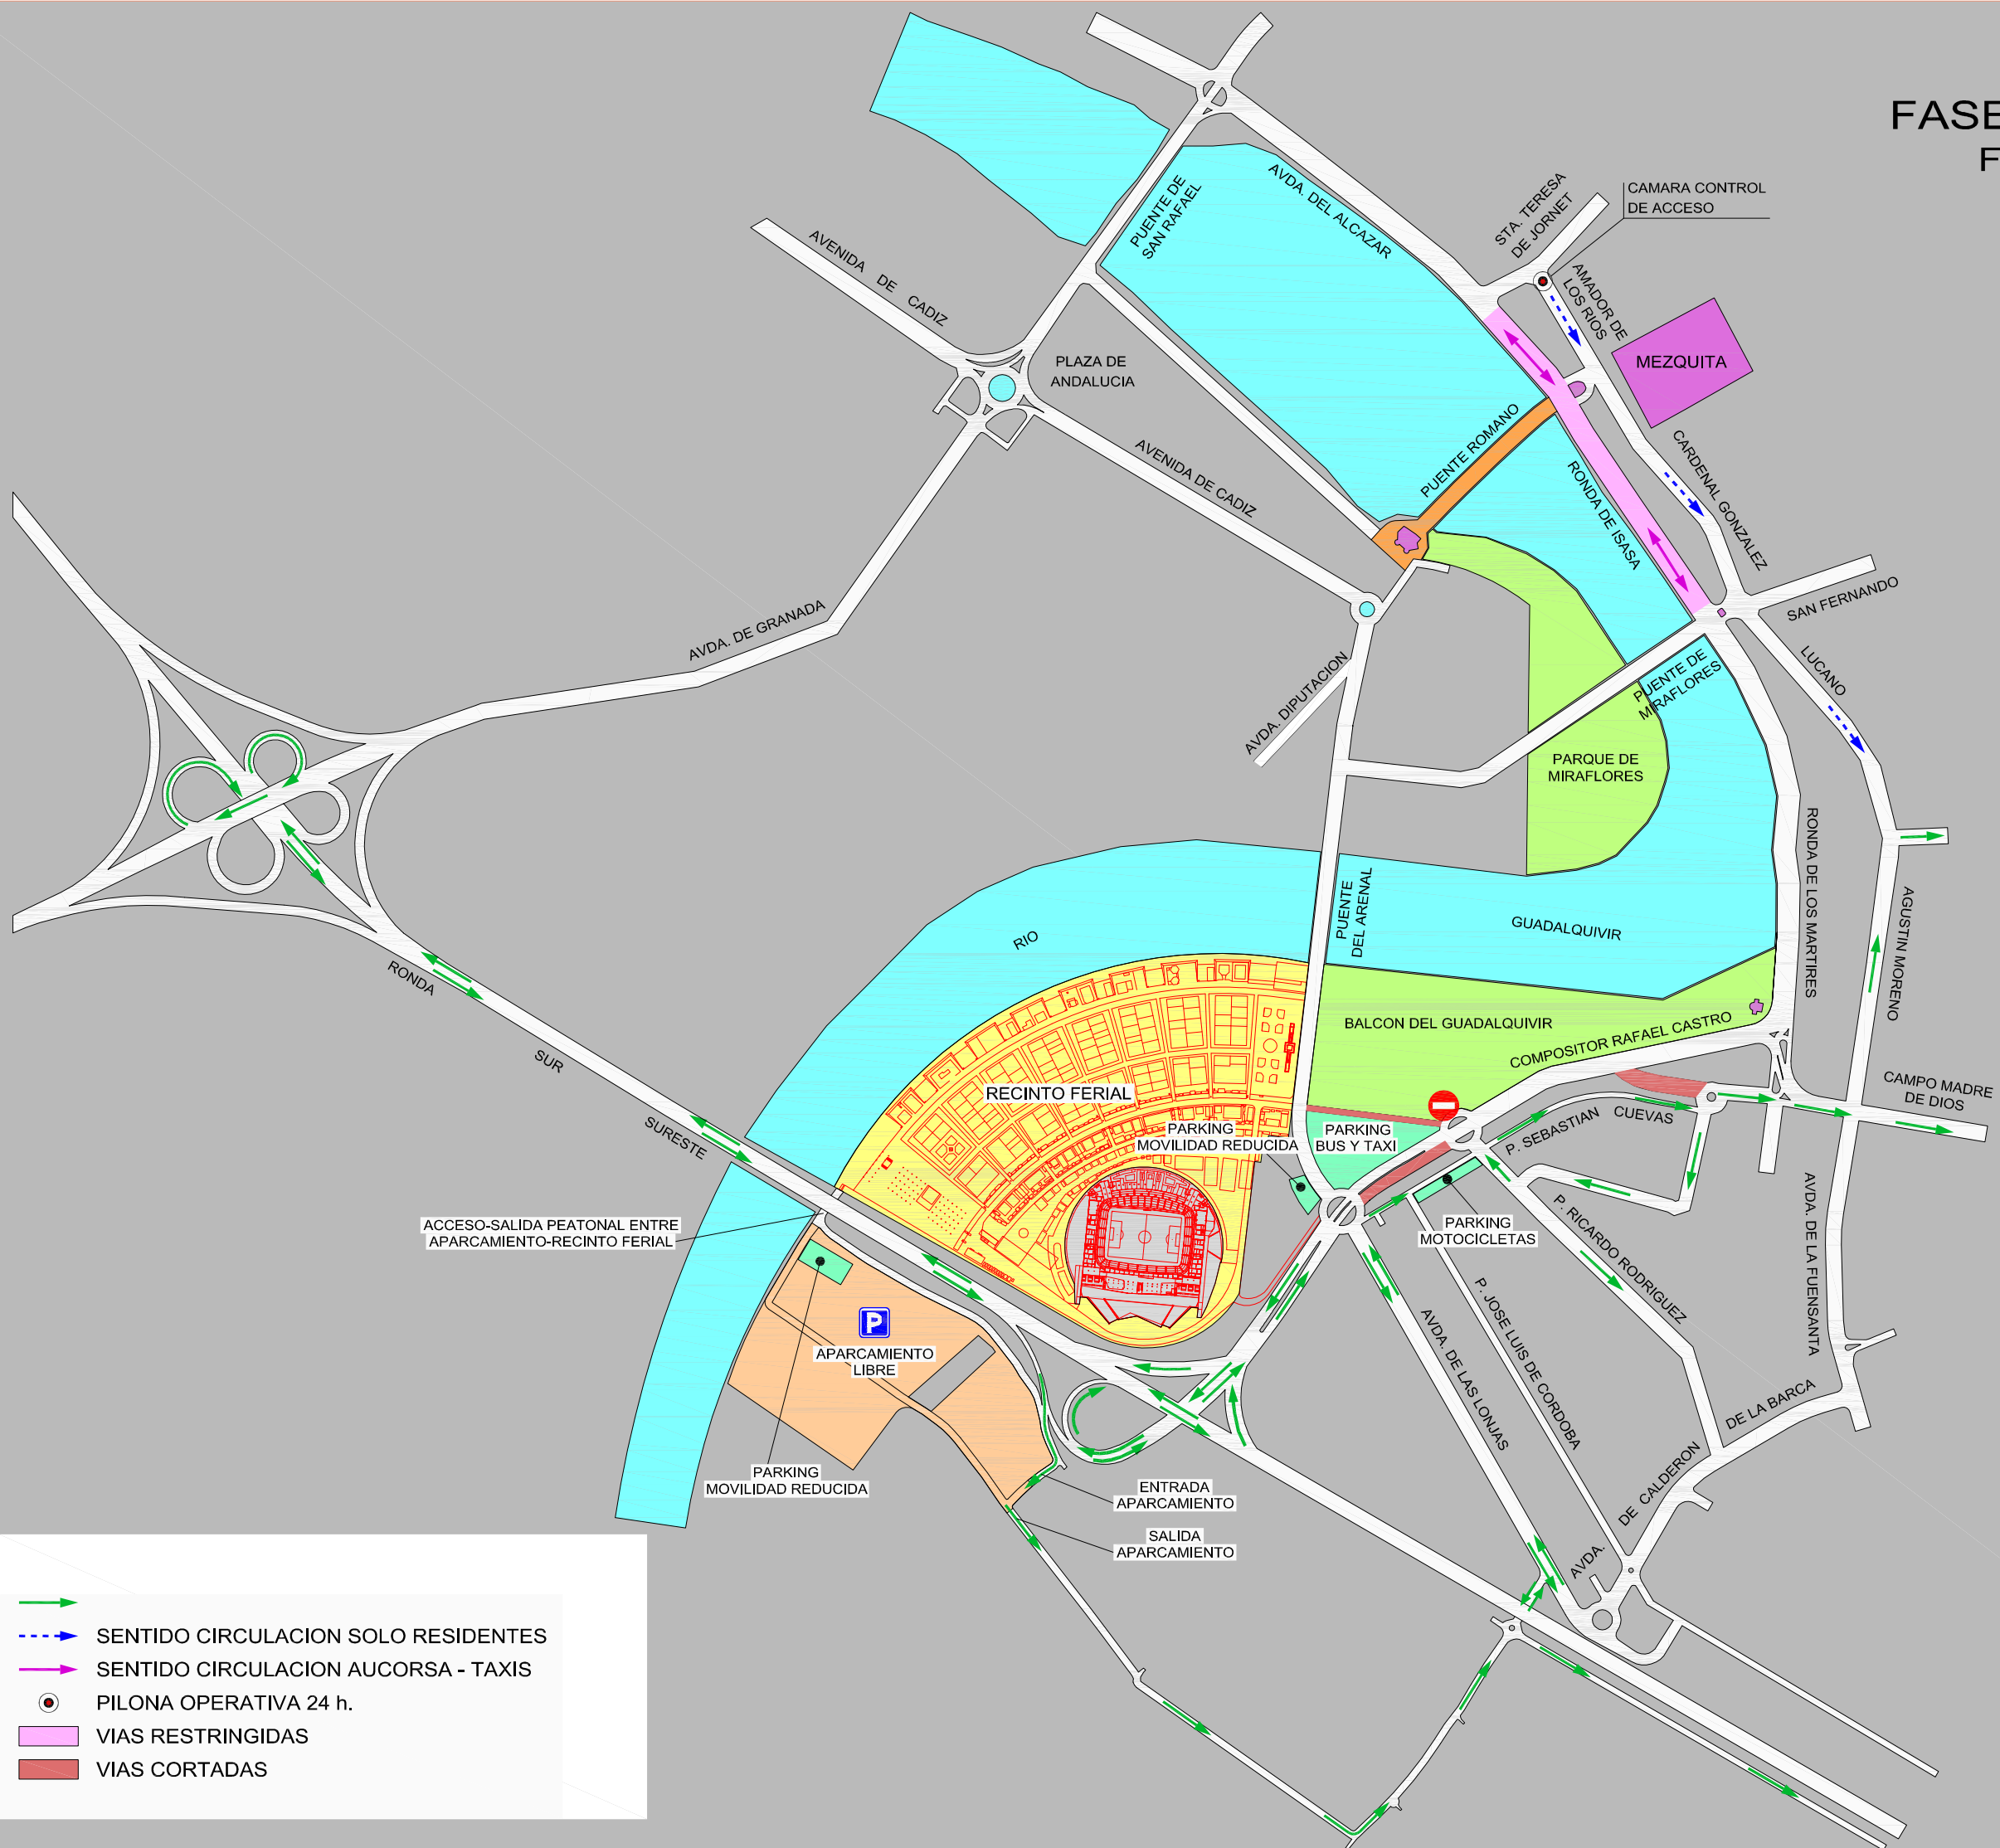 FASE
F
CAMARA CONTROL
DE ACCESO
STA. TERESA
DE JORNET
AMADOR DE
LOS RIOS
MEZQUITA
AVDA. DEL ALCAZAR
PUENTE DE
SAN RAFAEL
AVENIDA DE CADIZ
PLAZA DE
ANDALUCIA
AVENIDA DE CADIZ
PUENTE ROMANO
RONDA DE ISASA
CARDENAL GONZALEZ
SAN FERNANDO
LUCANO
AVDA. DE GRANADA
AVDA. DIPUTACION
PUENTE DE
MIRAFLORES
PARQUE DE
MIRAFLORES
RONDA DE LOS MARTIRES
AGUSTIN MORENO
PUENTE
DEL ARENAL
RIO
GUADALQUIVIR
RONDA
SUR
SURESTE
BALCON DEL GUADALQUIVIR
COMPOSITOR RAFAEL CASTRO
CAMPO MADRE
DE DIOS
RECINTO FERIAL
PARKING
MOVILIDAD REDUCIDA
PARKING
BUS Y TAXI
P. SEBASTIAN CUEVAS
ACCESO-SALIDA PEATONAL ENTRE
APARCAMIENTO-RECINTO FERIAL
PARKING
MOTOCICLETAS
P. RICARDO RODRIGUEZ
AVDA. DE LA FUENSANTA
P. JOSE LUIS DE CORDOBA
AVDA. DE LAS LONJAS
P
APARCAMIENTO
LIBRE
AVDA. DE CALDERON DE LA BARCA
PARKING
MOVILIDAD REDUCIDA
ENTRADA
APARCAMIENTO
SALIDA
APARCAMIENTO
SENTIDO CIRCULACION SOLO RESIDENTES
SENTIDO CIRCULACION AUCORSA - TAXIS
PILONA OPERATIVA 24 h.
VIAS RESTRINGIDAS
VIAS CORTADAS